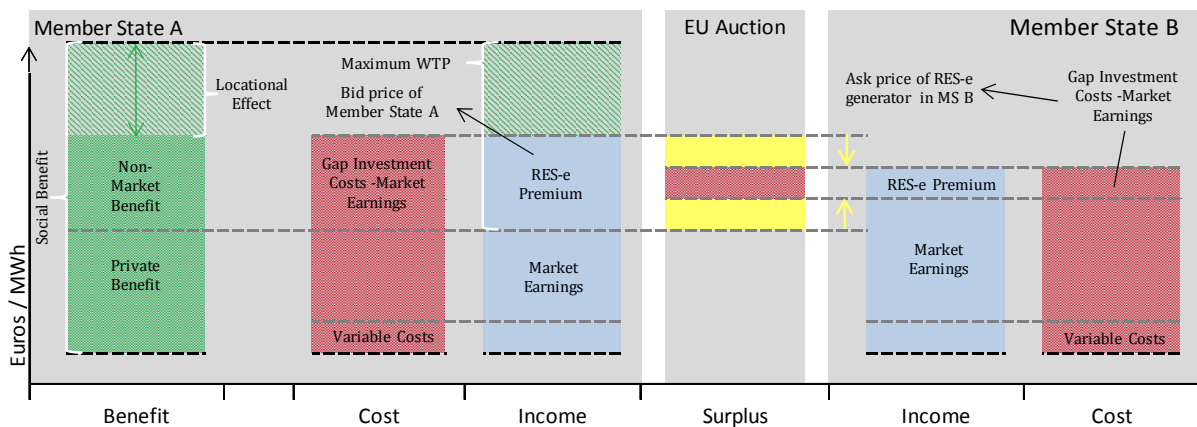 Member State A
EU Auction
Member State B
Maximum WTP
Locational
Effect
Bid price of
Member State A
Ask price of RES-e
generator in MS B
Gap Investment
Costs -Market
Earnings
Non-
Market
Benefit
Gap Investment
Costs -Market
Earnings
RES-e
Premium
RES-e Premium
Social Benefit
Private
Benefit
Market
Earnings
Market
Earnings
Variable Costs
Variable Costs
Euros / MWh
Benefit
Cost
Income
Surplus
Income
Cost